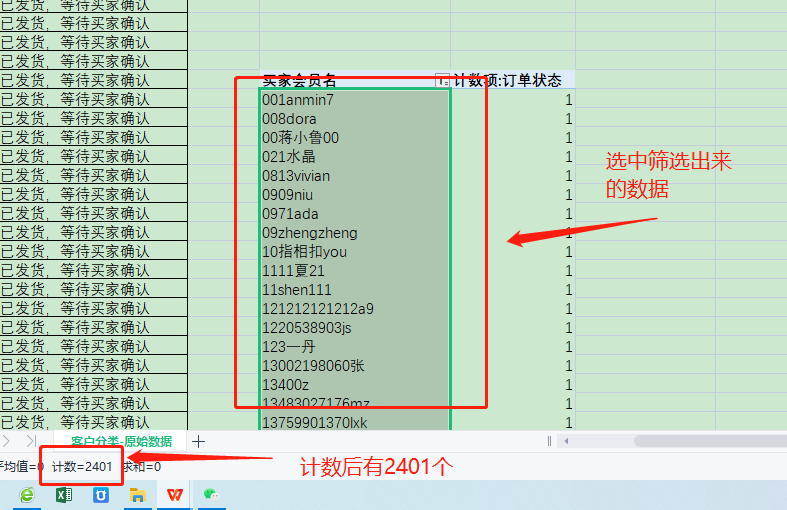 已发货，等待买家确认
已发货，等待买家确认
已发货，等待买家确认
已发货，等待买家确认
已发货，等待买家确认 买家会员名 计数项:订单状态
已发货，等待买家确认 001anmin7 1
已发货，等待买家确认 008dora 1
已发货，等待买家确认 00蒋小鲁00 1
已发货，等待买家确认 021水晶 1
已发货，等待买家确认 0813vivian 1
已发货，等待买家确认 0909niu 1
已发货，等待买家确认 0971ada 1
已发货，等待买家确认 09zhengzheng 1
已发货，等待买家确认 10指相扣you 1
已发货，等待买家确认 1111夏21 1
已发货，等待买家确认 11shen111 1
已发货，等待买家确认 121212121212a9 1
已发货，等待买家确认 1220538903js 1
已发货，等待买家确认 123一丹 1
已发货，等待买家确认 13002198060张 1
已发货，等待买家确认 13400z 1
已发货，等待买家确认 13483027176mz 1
已发货，等待买家确认 13759901370lxk 1
选中筛选出来
的数据
客户分类-原始数据
平均值=0 计数=2401 求和=0
计数后有2401个